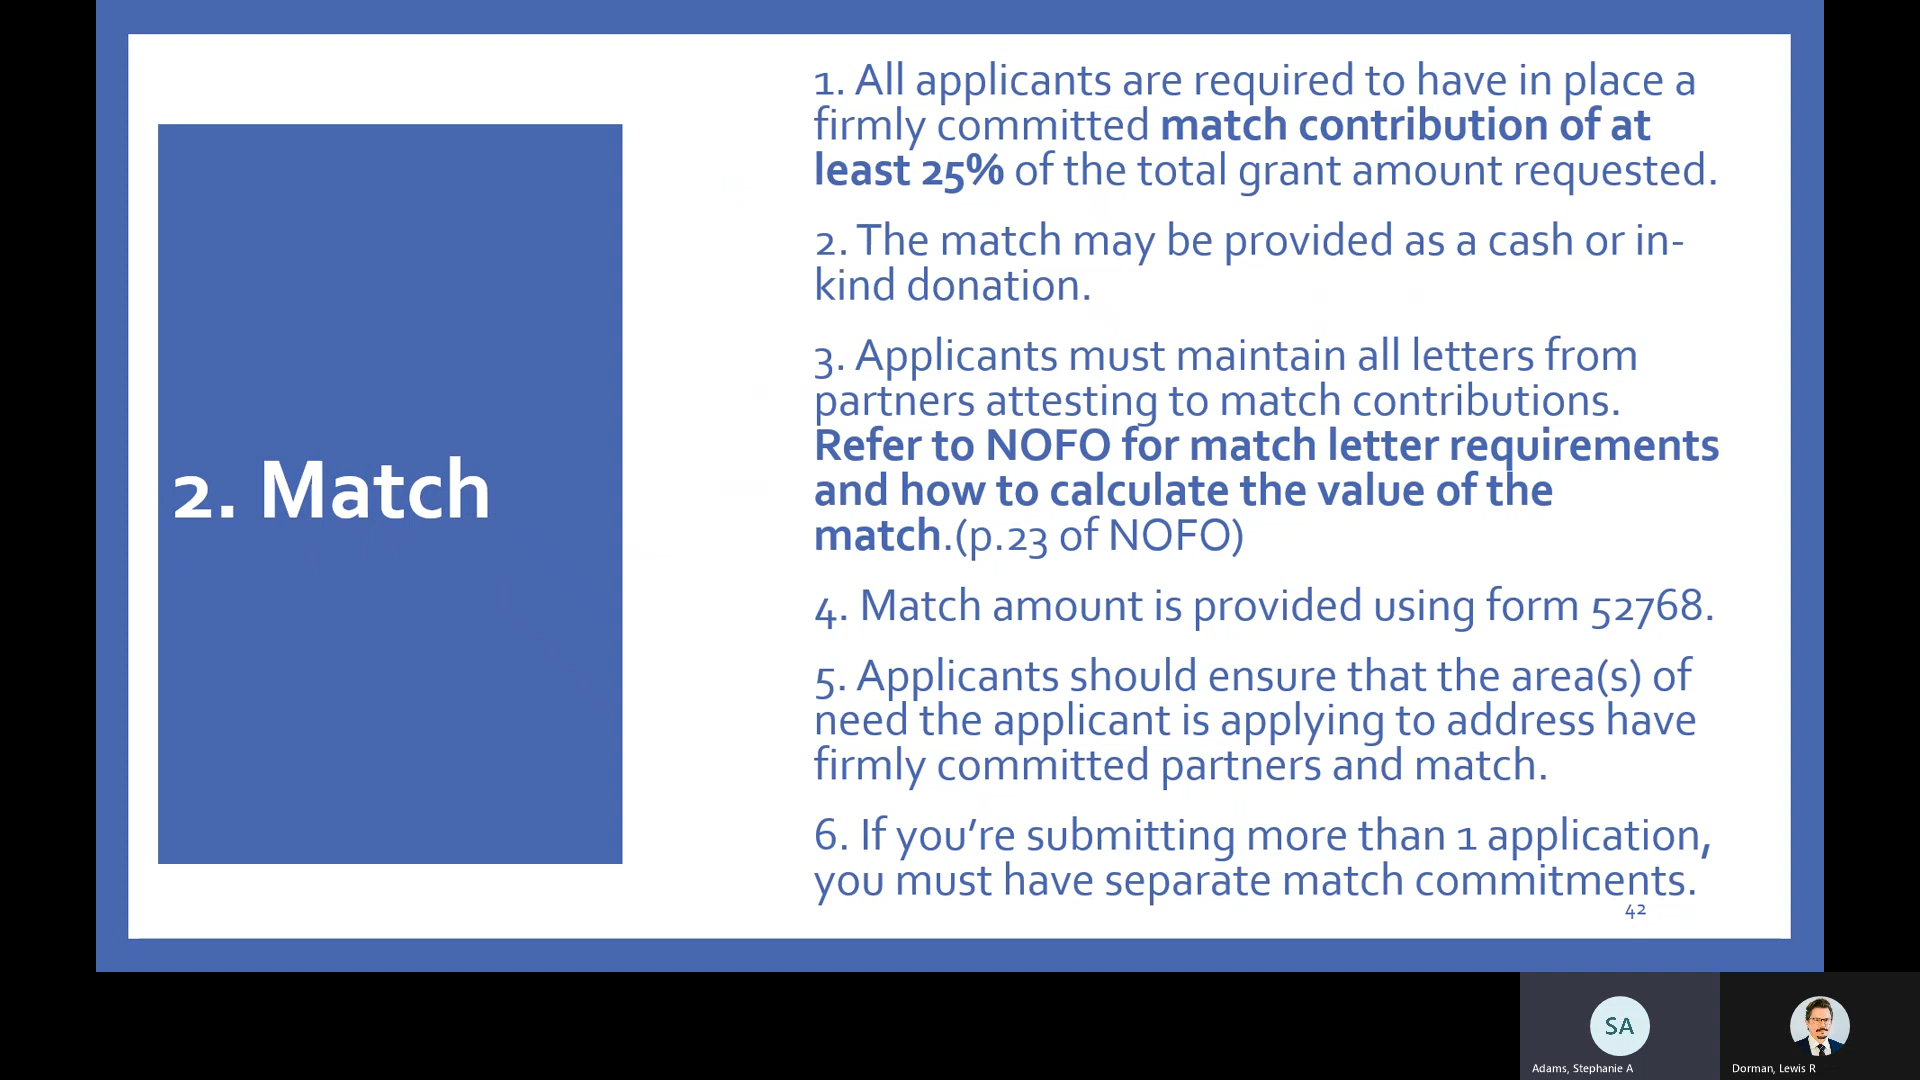 2. Match
1. All applicants are required to have in place a
firmly committed match contribution of at
least 25% of the total grant amount requested.
2. The match may be provided as a cash or in-
kind donation.
3. Applicants must maintain all letters from
partners attesting to match contributions.
Refer to NOFO for match letter requirements
and how to calculate the value of the
match.(p.23 of NOFO)
4. Match amount is provided using form 52768.
5. Applicants should ensure that the area(s) of
need the applicant is applying to address have
firmly committed partners and match.
6. If you’re submitting more than 1 application,
you must have separate match commitments.
42
SA
Adams, Stephanie A
Dorman, Lewis R